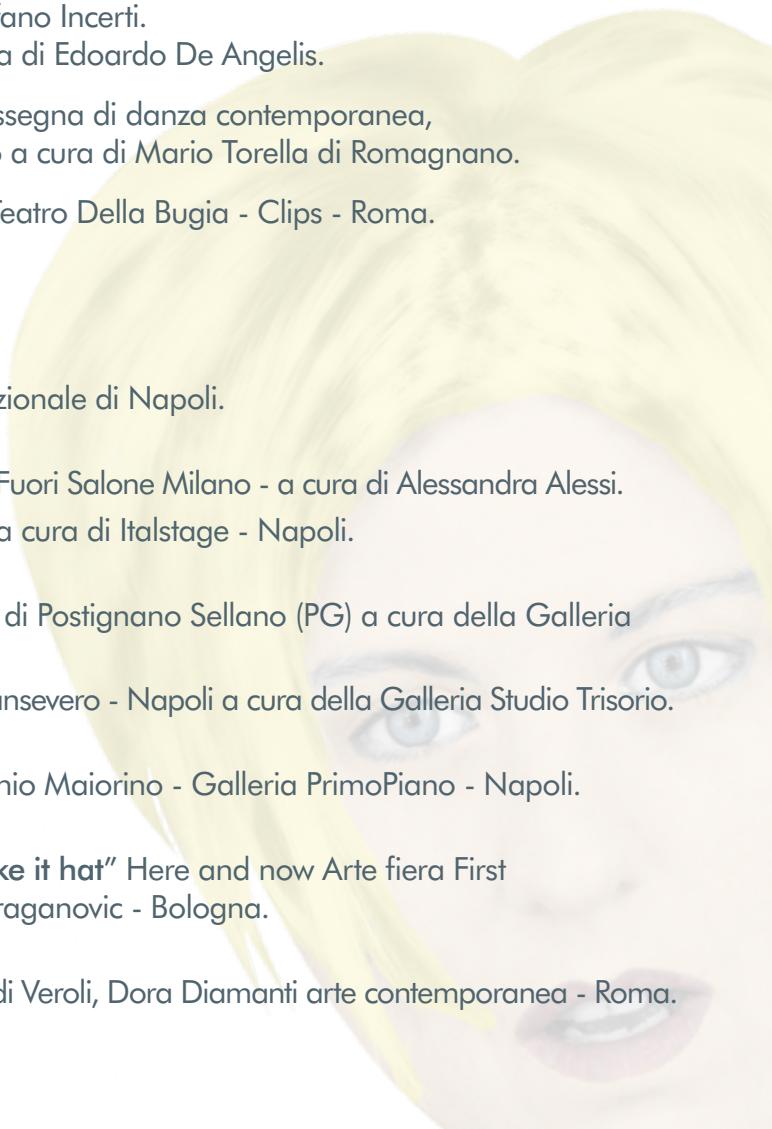 ano Incerti.
a di Edoardo De Angelis.
ssegna di danza contemporanea,
o a cura di Mario Torella di Romagnano.
Teatro Della Bugia - Clips - Roma.
zionale di Napoli.
Fuori Salone Milano - a cura di Alessandra Alessi.
a cura di Italstage - Napoli.
di Postignano Sellano (PG) a cura della Galleria
ansevero - Napoli a cura della Galleria Studio Trisorio.
nio Maiorino - Galleria PrimoPiano - Napoli.
ke it hat” Here and now Arte fiera First
raganovic - Bologna.
di Veroli, Dora Diamanti arte contemporanea - Roma.